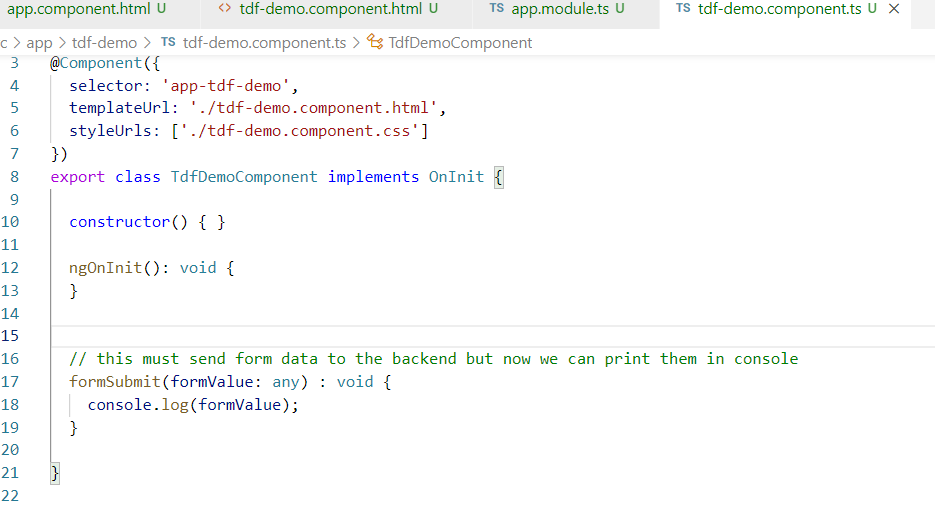 app.component.html U
<> tdf-demo.component.html U
TS app.module.ts U
TS tdf-demo.component.ts U ×
c > app > tdf-demo > TS tdf-demo.component.ts > TdfDemoComponent
3 @Component({
4 selector: 'app-tdf-demo',
5 templateUrl: './tdf-demo.component.html',
6 styleUrls: ['./tdf-demo.component.css']
7 })
8 export class TdfDemoComponent implements OnInit {
9
10 constructor() { }
11
12 ngOnInit(): void {
13 }
14
15
16 // this must send form data to the backend but now we can print them in console
17 formSubmit(formValue: any) : void {
18 console.log(formValue);
19 }
20
21 }
22